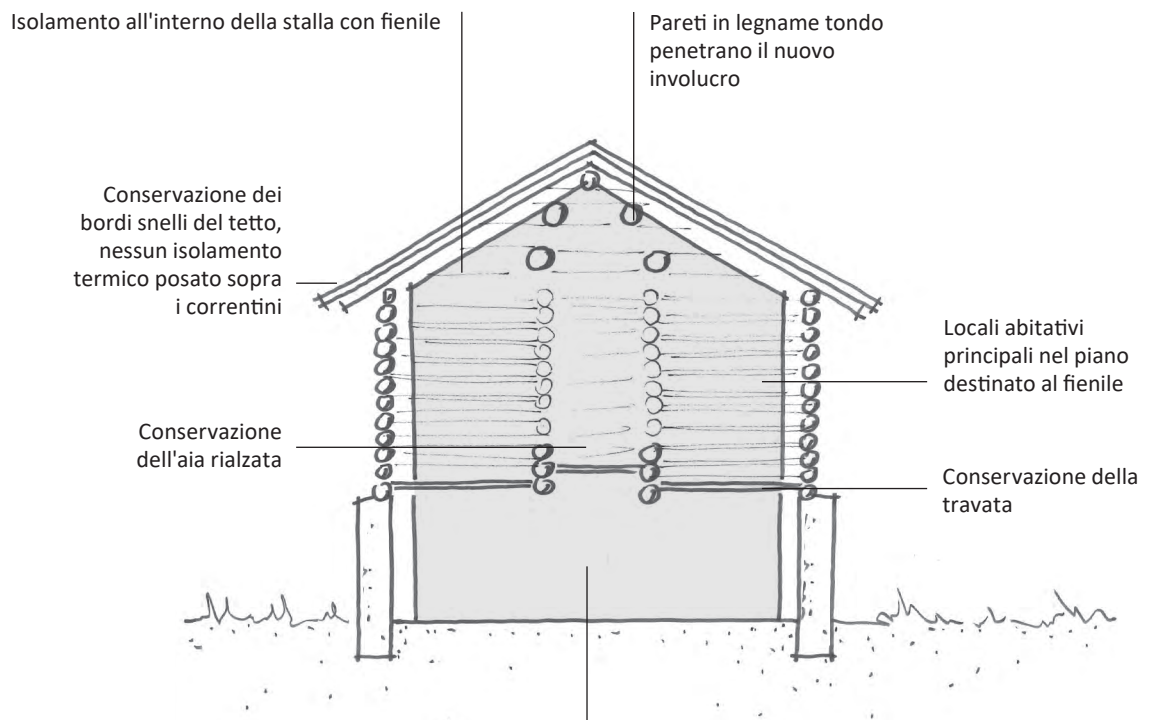 Isolamento all'interno della stalla con fienile
Pareti in legname tondo
penetrano il nuovo
involucro
Conservazione dei
bordi snelli del tetto,
nessun isolamento
termico posato sopra
i correntini
Locali abitativi
principali nel piano
destinato al fienile
Conservazione
dell'aia rialzata
Conservazione della
travata